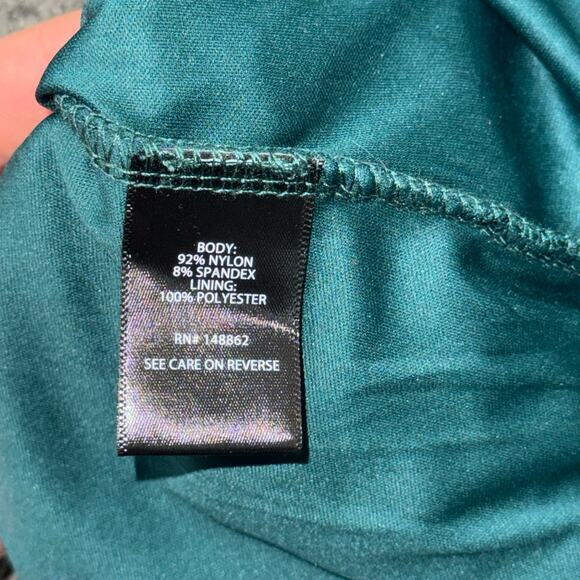 BODY:
92% NYLON
8% SPANDEX
LINING:
100% POLYESTER
RN# 148862
SEE CARE ON REVERSE